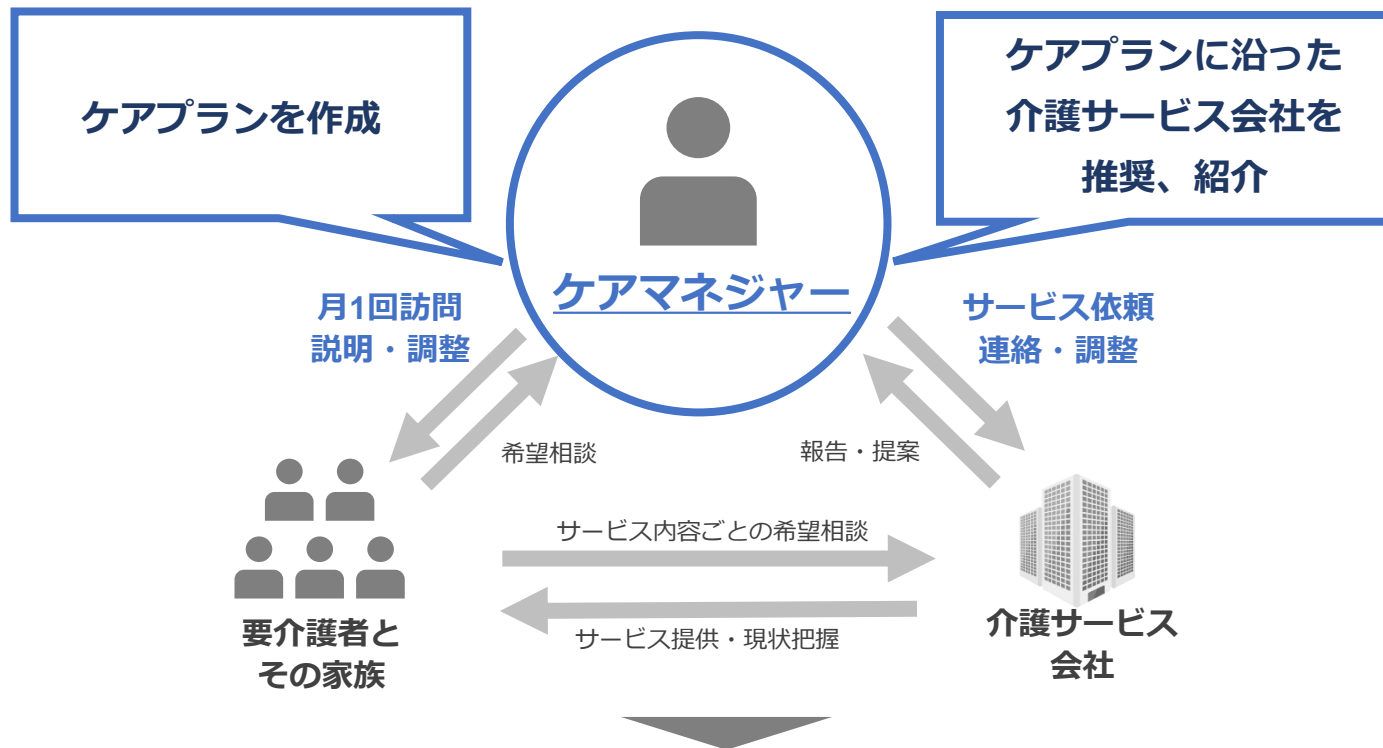 ケアプランを作成
ケアプランに沿った
介護サービス会社を
推奨、紹介
ケアマネジャー
月1回訪問
説明・調整
サービス依頼
連絡・調整
希望相談
報告・提案
サービス内容ごとの希望相談
サービス提供・現状把握
要介護者と
その家族
介護サービス
会社